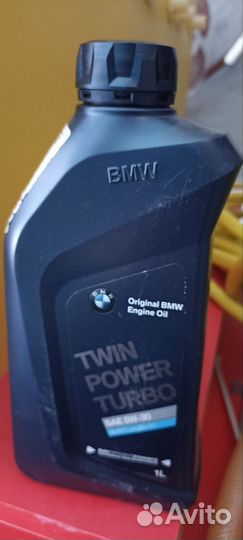 BMW
BMW
Original BMW
Engine Oil
TWIN
POWER
TURBO
SAE 5W-30
1L
Avito